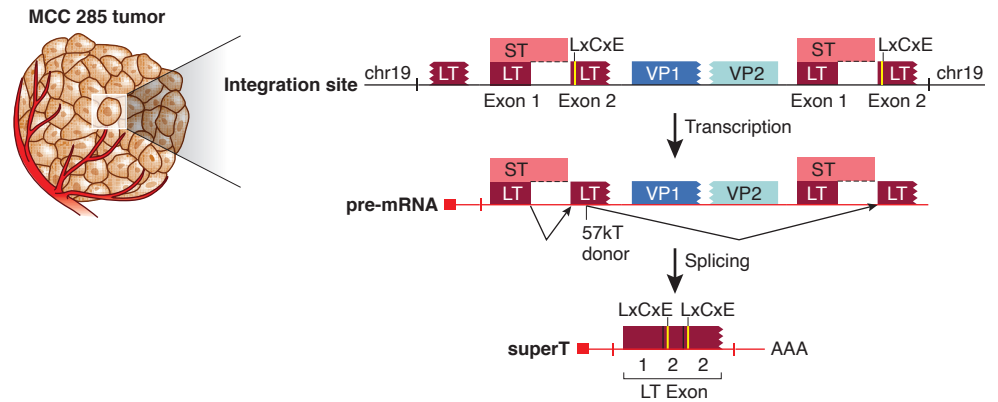 MCC 285 tumor
ST LxCxE ST LxCxE
Integration site chr19 LT LT LT VP1 VP2 LT LT chr19
Exon 1 Exon 2 Exon 1 Exon 2
Transcription
ST ST
pre-mRNA LT LT VP1 VP2 LT LT
57kT
donor
Splicing
LxCxE LxCxE
superT AAA
1 2 2
LT Exon